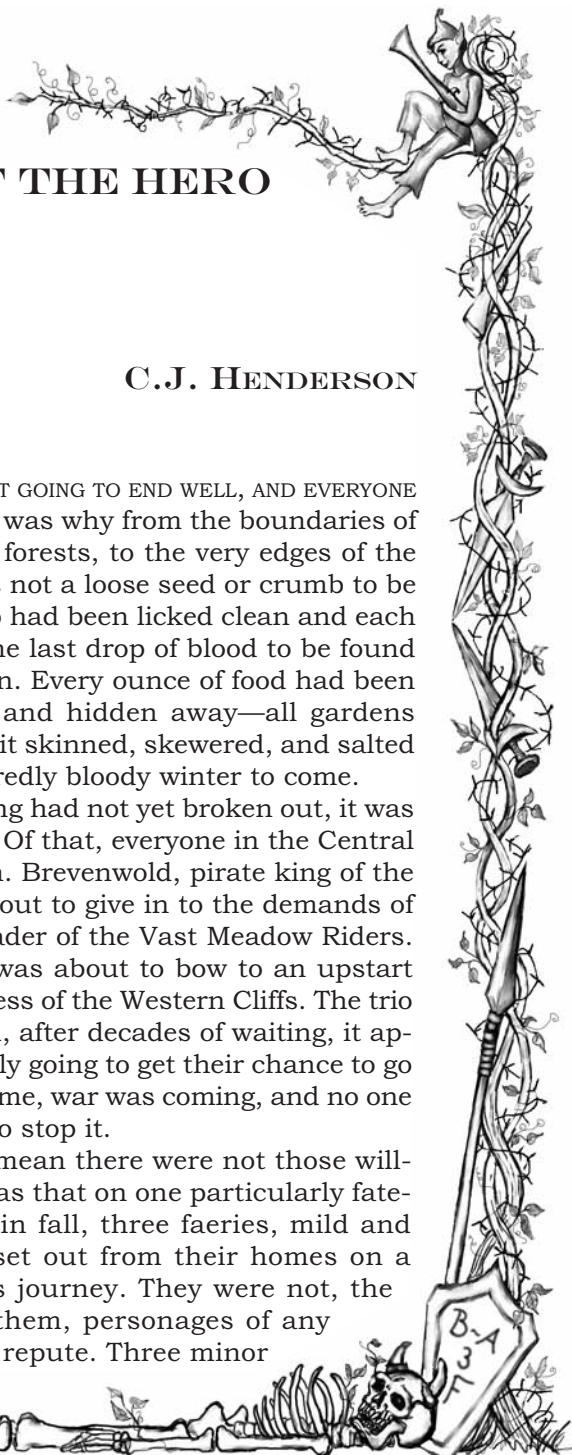 T THE HERO
C.J. HENDERSON
T GOING TO END WELL, AND EVERYONE
was why from the boundaries of
forests, to the very edges of the
s not a loose seed or crumb to be
p had been licked clean and each
he last drop of blood to be found
n. Every ounce of food had been
and hidden away—all gardens
it skinned, skewered, and salted
redly bloody winter to come.
ng had not yet broken out, it was
Of that, everyone in the Central
n. Brevenwold, pirate king of the
out to give in to the demands of
ader of the Vast Meadow Riders.
was about to bow to an upstart
ess of the Western Cliffs. The trio
, after decades of waiting, it ap-
ly going to get their chance to go
me, war was coming, and no one
o stop it.
mean there were not those will-
as that on one particularly fate-
in fall, three faeries, mild and
set out from their homes on a
s journey. They were not, the
them, personages of any
repute. Three minor
B-A
3
F